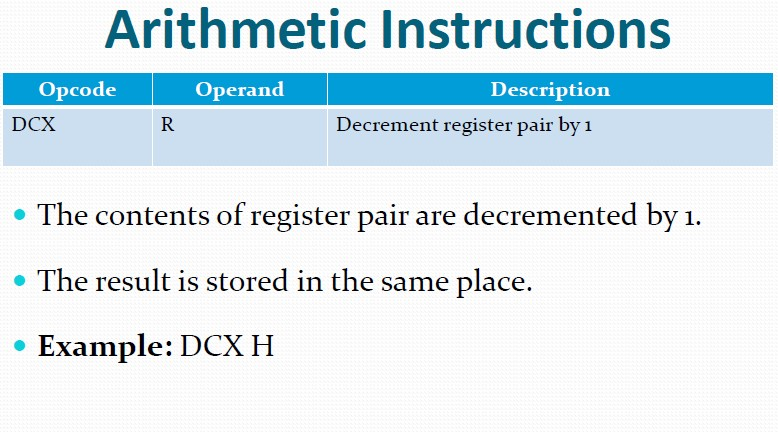 Arithmetic Instructions
Opcode Operand Description
DCX R Decrement register pair by 1
• The contents of register pair are decremented by 1.
• The result is stored in the same place.
• Example: DCX H